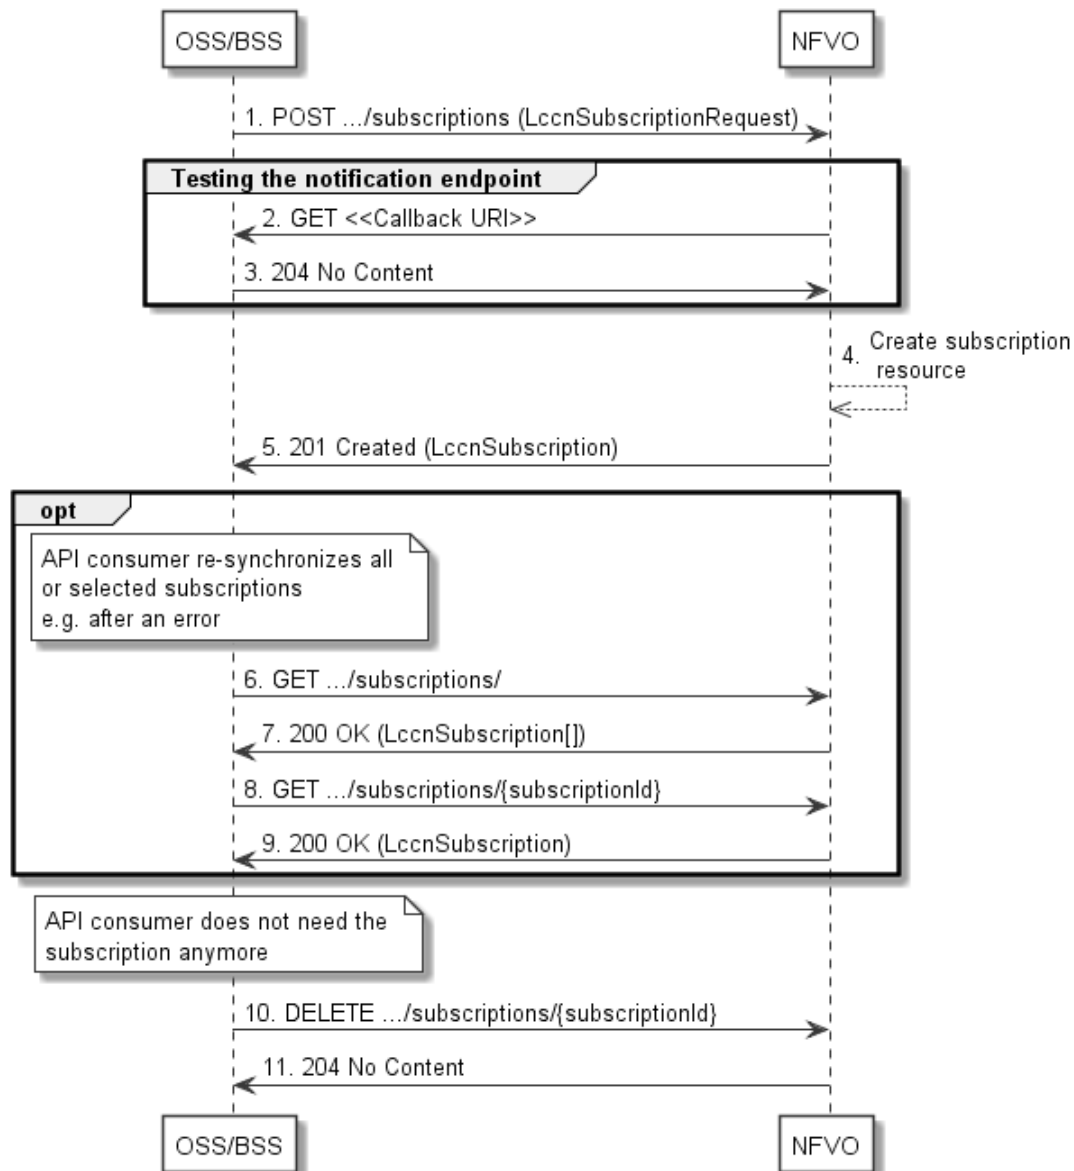 OSS/BSS
NFVO
1. POST .../subscriptions (LccnSubscriptionRequest)
Testing the notification endpoint
2. GET <<Callback URI>>
3. 204 No Content
4. Create subscription
resource
5. 201 Created (LccnSubscription)
opt
API consumer re-synchronizes all
or selected subscriptions
e.g. after an error
6. GET .../subscriptions/
7. 200 OK (LccnSubscription[])
8. GET .../subscriptions/{subscriptionId}
9. 200 OK (LccnSubscription)
API consumer does not need the
subscription anymore
10. DELETE .../subscriptions/{subscriptionId}
11. 204 No Content
OSS/BSS
NFVO